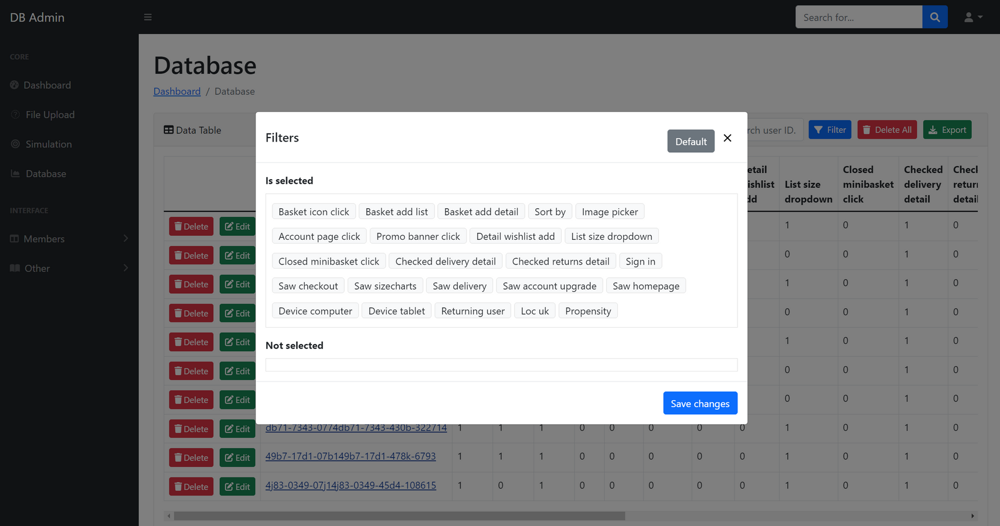 DB Admin
Search for...
CORE
Dashboard
File Upload
Simulation
Database
INTERFACE
Members
Other
Database
Dashboard / Database
Data Table
rch user ID.
Filter
Delete All
Export
etail
ishlist
dd
List size
dropdown
Closed
minibasket
click
Checked
delivery
detail
Check
return
detail
Filters
Default
Is selected
Basket icon click Basket add list Basket add detail Sort by Image picker
Account page click Promo banner click Detail wishlist add List size dropdown
Closed minibasket click Checked delivery detail Checked returns detail Sign in
Saw checkout Saw sizecharts Saw delivery Saw account upgrade Saw homepage
Device computer Device tablet Returning user Loc uk Propensity
Not selected
Save changes
Delete Edit 1 0 1 0
Delete Edit 0 0 1 0
Delete Edit 1 0 1 0
Delete Edit 0 0 1 0
Delete Edit 1 0 1 0
Delete Edit 0 0 1 0
Delete Edit 0 0 1 0
Delete Edit db71-7343-0774db71-7343-430b-322714 1 1 1 0 0 0 0 0 1 0 1 0
Delete Edit 49b7-17d1-07b149b7-17d1-478k-6793 1 1 1 0 0 0 0 0 1 0 1 0
Delete Edit 4j83-0349-07j14j83-0349-45d4-108615 1 0 1 0 0 0 0 0 1 0 1 0